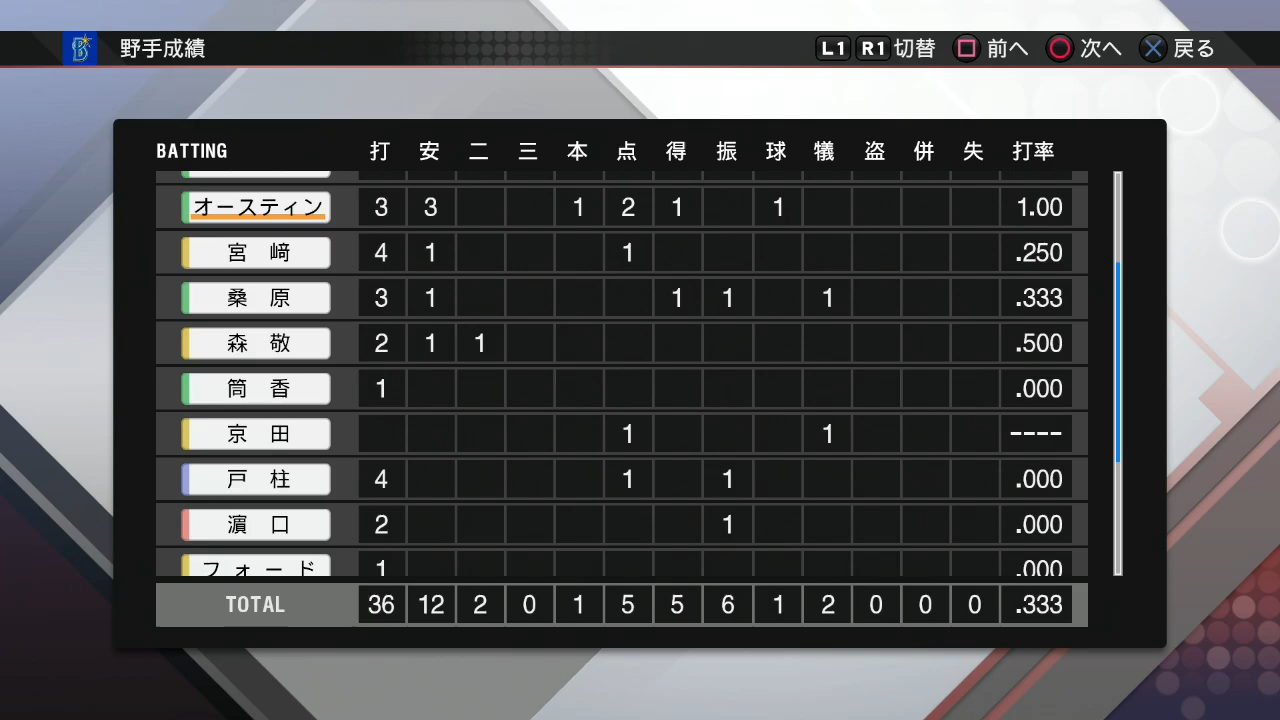 野手成績 L1 R1 切替 前へ 次へ 戻る
BATTING 打 安 二 三 本 点 得 振 球 犠 盗 併 失 打率
オースティン 3 3 1 2 1 1 1.00
宮﨑 4 1 1 .250
桑原 3 1 1 1 1 .333
森敬 2 1 1 .500
筒香 1 .000
京田 1 1 ----
戸柱 4 1 1 .000
濵口 2 1 .000
フォード 1 .000
TOTAL 36 12 2 0 1 5 5 6 1 2 0 0 0 .333